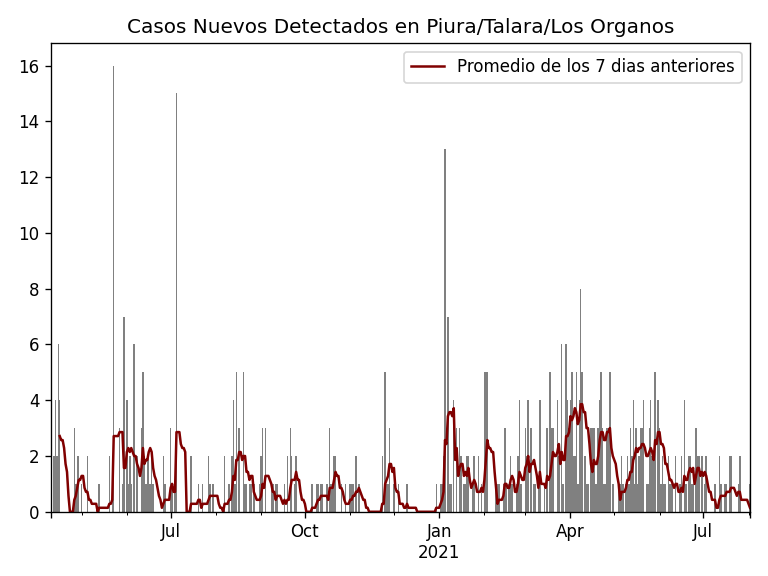 Casos Nuevos Detectados en Piura/Talara/Los Organos
Promedio de los 7 dias anteriores
16
14
12
10
8
6
4
2
0
Jul
Oct
Jan
2021
Apr
Jul